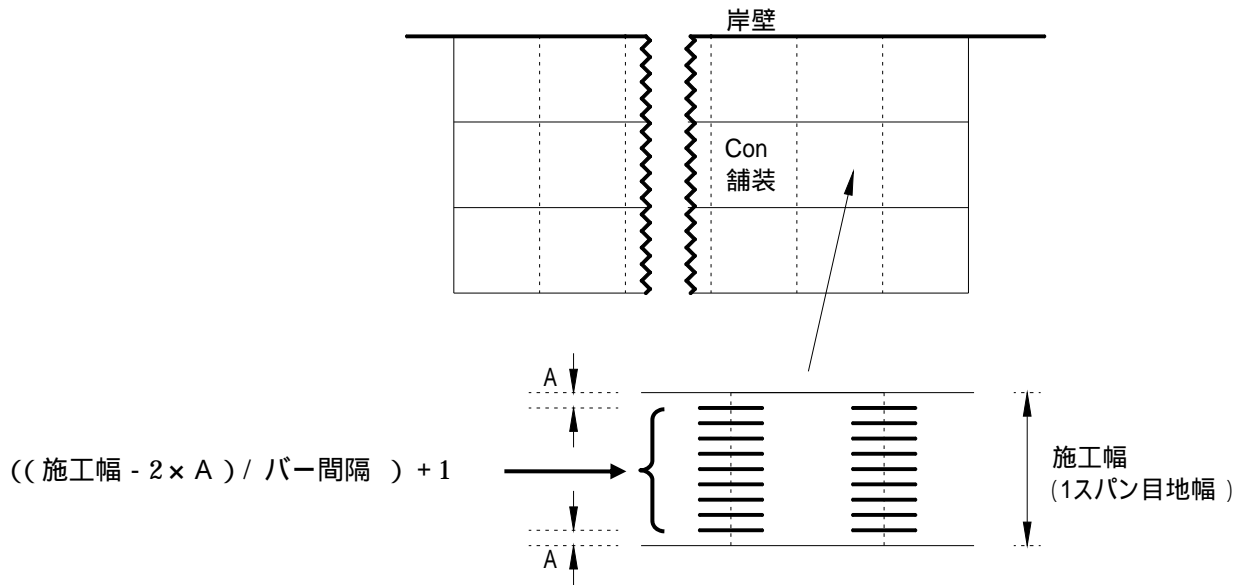 岸壁
Con
舗装
A
((施工幅 - 2 × A ) / バー間隔 ) + 1
施工幅
(1スパン目地幅 )
A